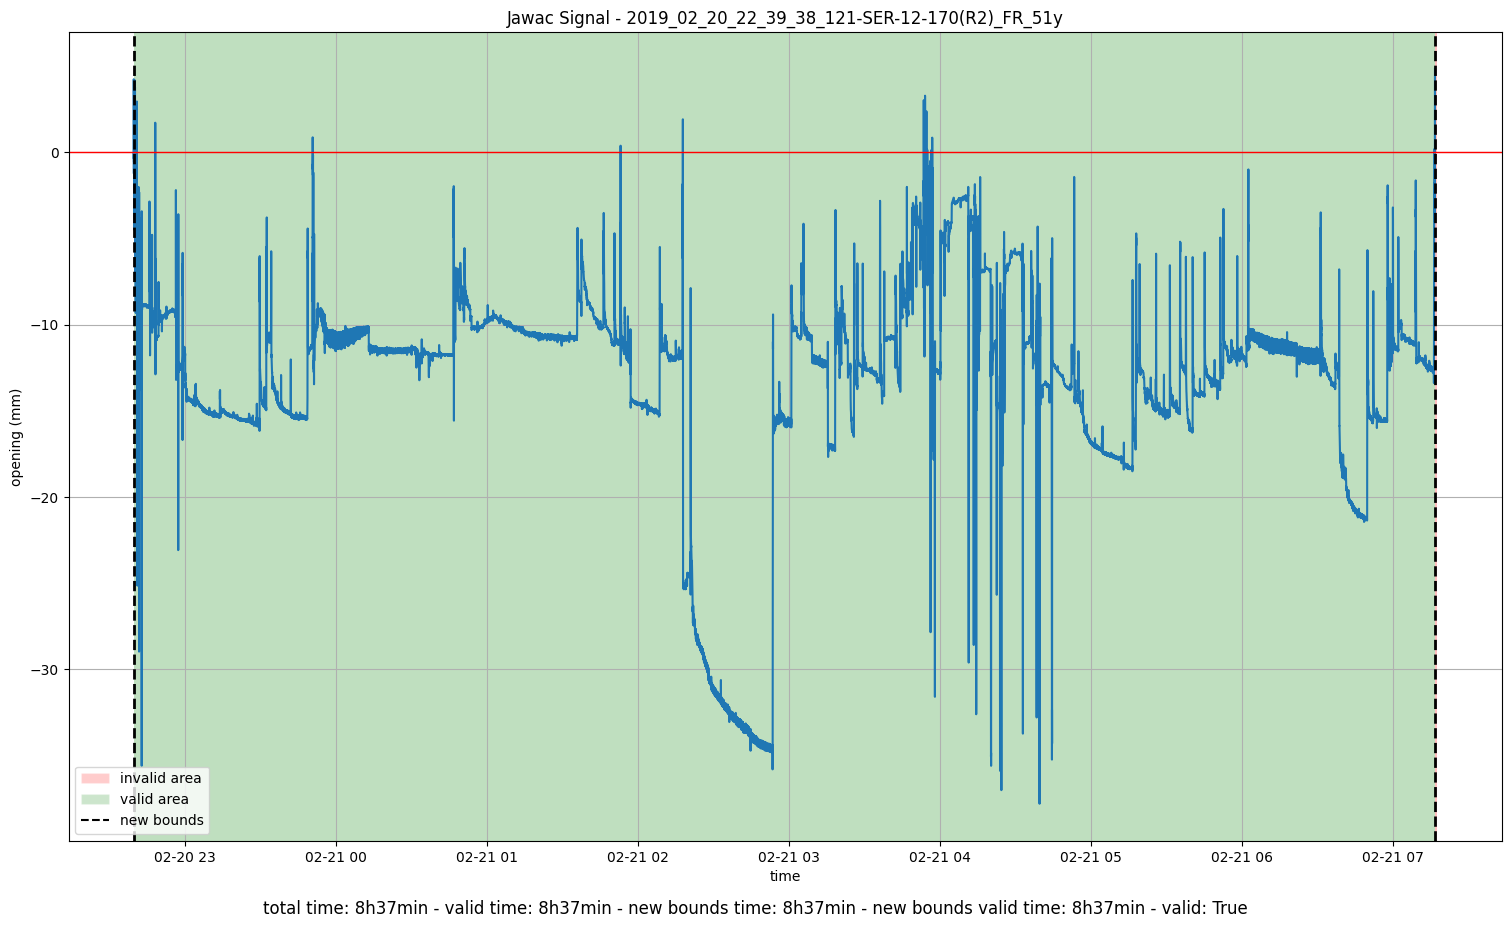 Jawac Signal - 2019_02_20_22_39_38_121-SER-12-170(R2)_FR_51y
0
−10
−20
−30
opening (mm)
invalid area
valid area
new bounds
02-20 23
02-21 00
02-21 01
02-21 02
02-21 03
02-21 04
02-21 05
02-21 06
02-21 07
time
total time: 8h37min - valid time: 8h37min - new bounds time: 8h37min - new bounds valid time: 8h37min - valid: True